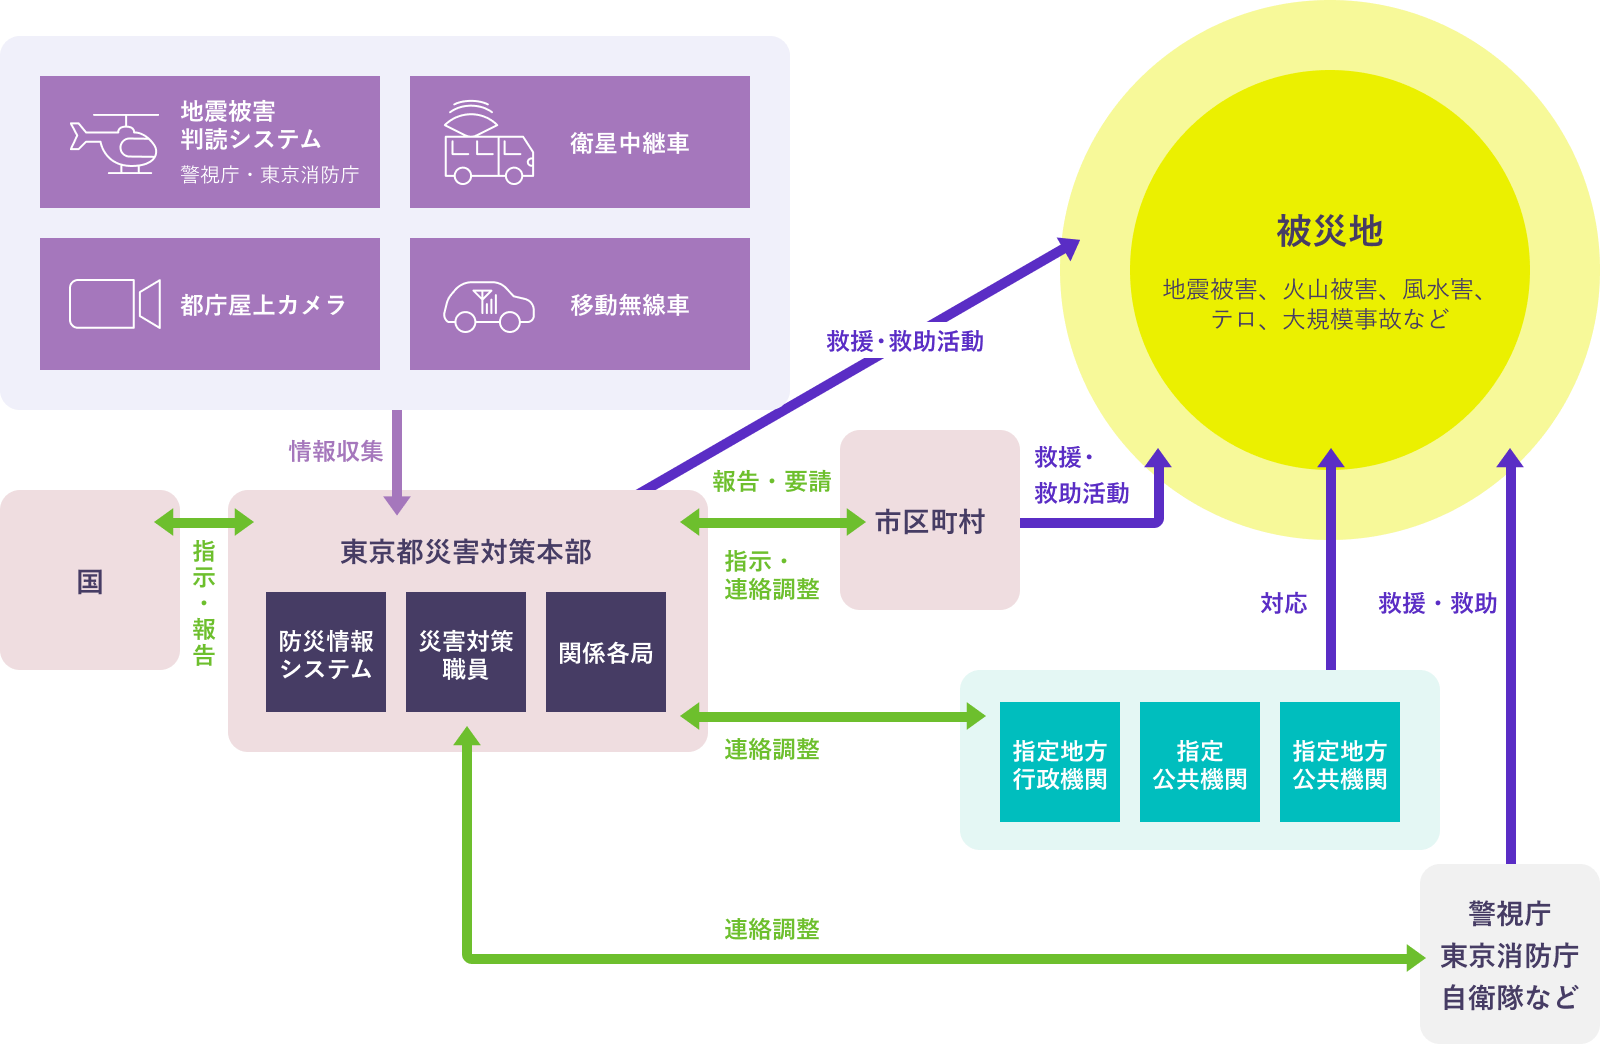 地震被害
判読システム
警視庁・東京消防庁
衛星中継車
都庁屋上カメラ
移動無線車
被災地
地震被害、火山被害、風水害、
テロ、大規模事故など
救援・救助活動
情報収集
報告・要請
市区町村
救援・
救助活動
国
指示・報告
東京都災害対策本部
指示・
連絡調整
防災情報
システム
災害対策
職員
関係各局
対応
救援・救助
連絡調整
指定地方
行政機関
指定
公共機関
指定地方
公共機関
連絡調整
警視庁
東京消防庁
自衛隊など